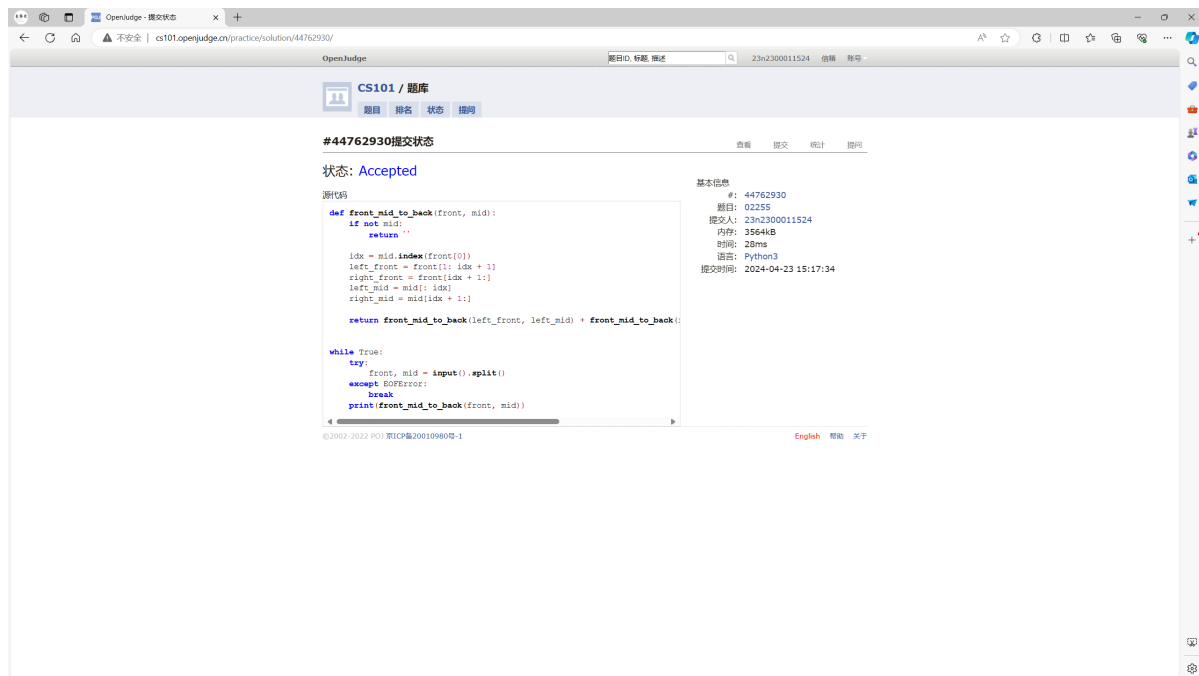 OpenJudge - 提交状态
不安全 | cs101.openjudge.cn/practice/solution/44762930/
OpenJudge
题目ID, 标题, 描述
23n2300011524 信箱 账号
CS101 / 题库
题目 排名 状态 提问
#44762930提交状态
查看 提交 统计 提问
状态: Accepted
源代码
def front_mid_to_back(front, mid):
    if not mid:
        return ''
    idx = mid.index(front[0])
    left_front = front[1: idx + 1]
    right_front = front[idx + 1:]
    left_mid = mid[: idx]
    right_mid = mid[idx + 1:]
    return front_mid_to_back(left_front, left_mid) + front_mid_to_back(
while True:
    try:
        front, mid = input().split()
    except EOFError:
        break
    print(front_mid_to_back(front, mid))
基本信息
#: 44762930
题目: 02255
提交人: 23n2300011524
内存: 3564kB
时间: 28ms
语言: Python3
提交时间: 2024-04-23 15:17:34
©2002-2022 POJ 京ICP备20010980号-1
English 帮助 关于